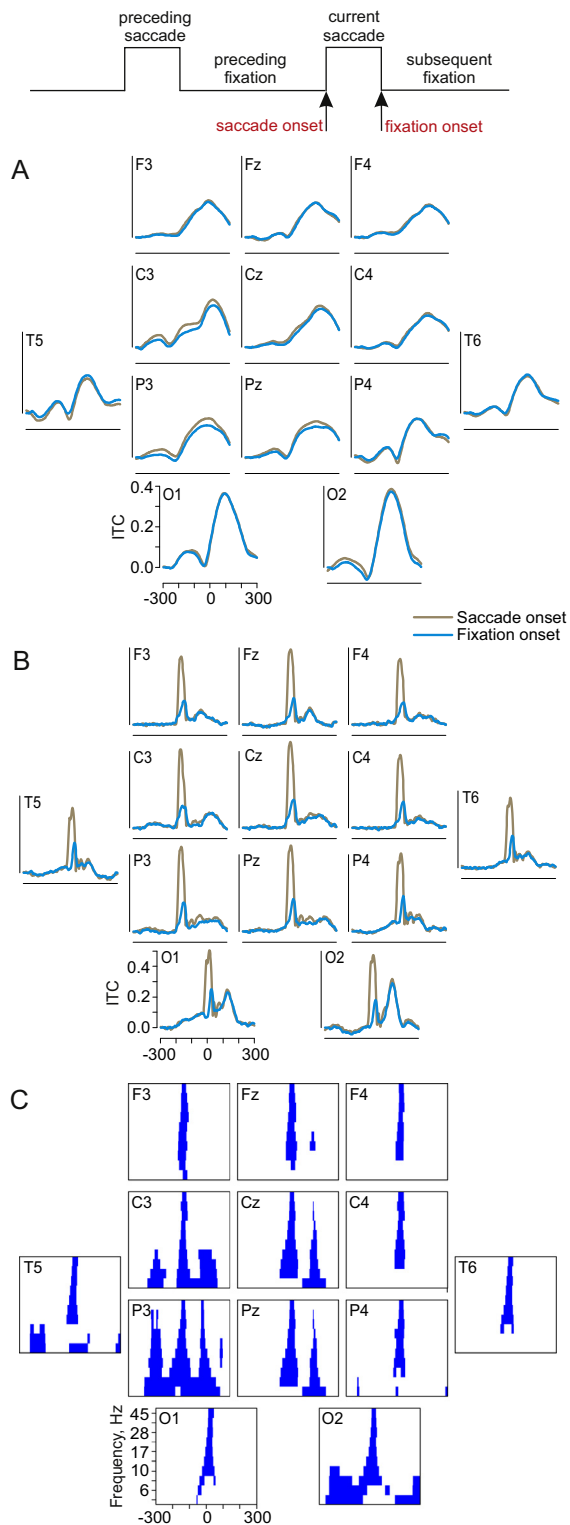 preceding
saccade
current
saccade
preceding
fixation
subsequent
fixation
saccade onset
fixation onset
A
F3
Fz
F4
C3
Cz
C4
T5
T6
P3
Pz
P4
O1
O2
0.4
0.2
0.0
ITC
-300
0
300
Saccade onset
Fixation onset
B
F3
Fz
F4
C3
Cz
C4
T5
T6
P3
Pz
P4
O1
O2
0.4
0.2
0.0
ITC
-300
0
300
C
F3
Fz
F4
C3
Cz
C4
T5
T6
P3
Pz
P4
O1
O2
45
28
17
10
6
Frequency, Hz
-300
0
300